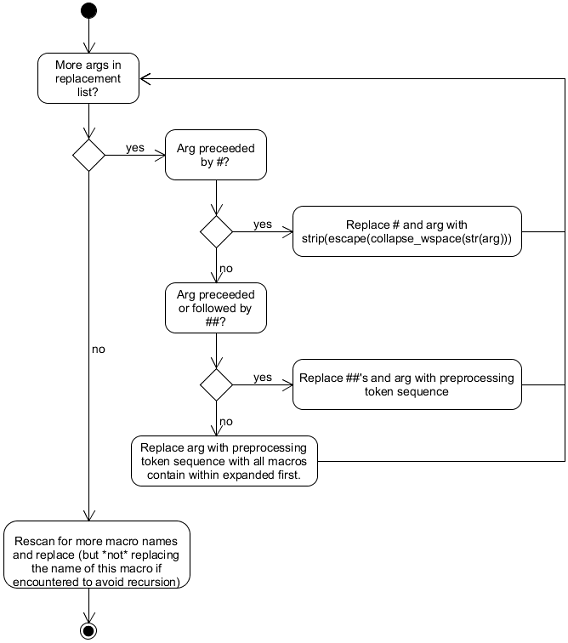 More args in
replacement
list?
yes
Arg preceeded
by #?
yes
Replace # and arg with
strip(escape(collapse_wspace(str(arg)))
no
Arg preceeded
or followed by
##?
no
yes
Replace ##'s and arg with preprocessing
token sequence
no
Replace arg with preprocessing
token sequence with all macros
contain within expanded first.
Rescan for more macro names
and replace (but *not* replacing
the name of this macro if
encountered to avoid recursion)